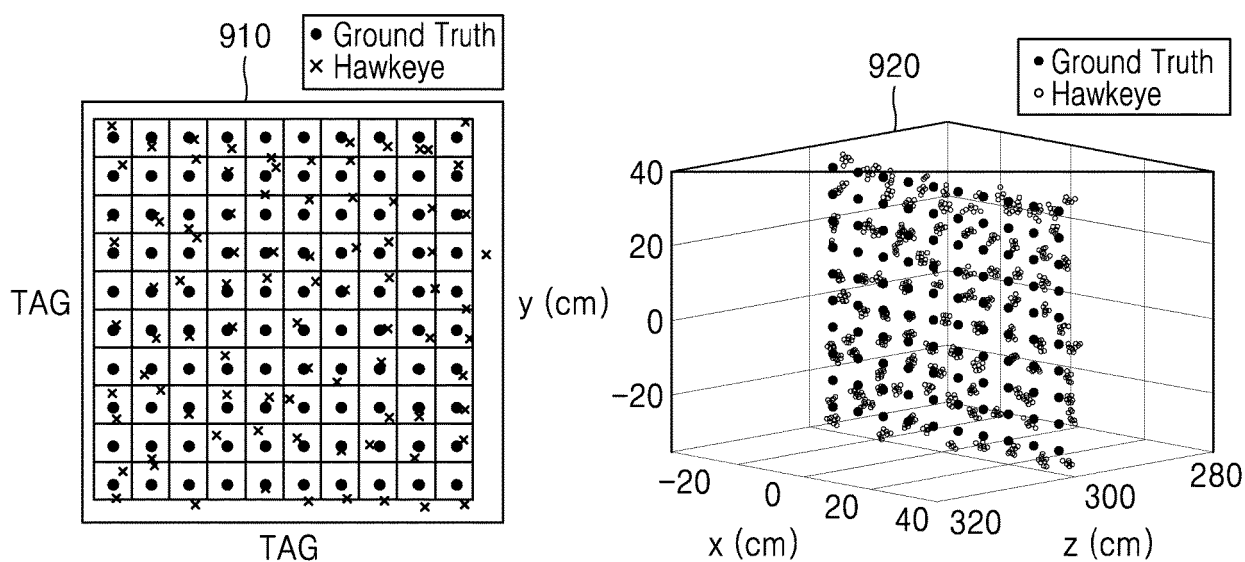 910
● Ground Truth
× Hawkeye
TAG
TAG
920
● Ground Truth
○ Hawkeye
40
20
0
−20
y (cm)
−20
0
20
40
x (cm)
320
300
280
z (cm)